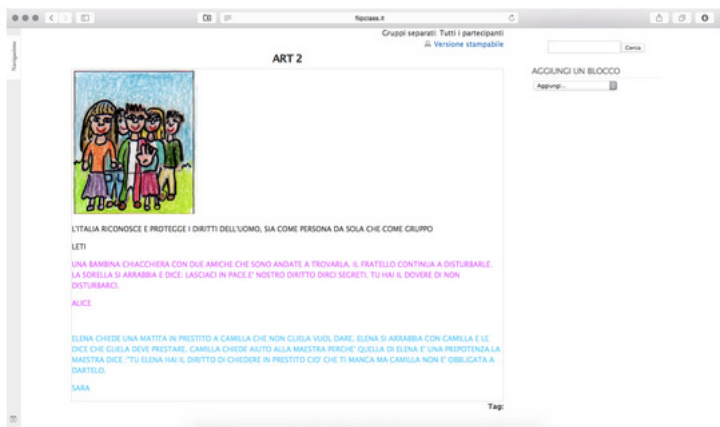 flipclass.it
Navigazione
Gruppi separati: Tutti i partecipanti
Versione stampabile
Cerca
ART 2
AGGIUNGI UN BLOCCO
Aggiungi...
L'ITALIA RICONOSCE E PROTEGGE I DIRITTI DELL'UOMO, SIA COME PERSONA DA SOLA CHE COME GRUPPO
LETI
UNA BAMBINA CHIACCHIERA CON DUE AMICHE CHE SONO ANDATE A TROVARLA. IL FRATELLO CONTINUA A DISTURBARLE.
LA SORELLA SI ARRABBIA E DICE: LASCIACI IN PACE.E' NOSTRO DIRITTO DIRCI SEGRETI, TU HAI IL DOVERE DI NON
DISTURBARCI.
ALICE
ELENA CHIEDE UNA MATITA IN PRESTITO A CAMILLA CHE NON GLIELA VUOL DARE. ELENA SI ARRABBIA CON CAMILLA E LE
DICE CHE GLIELA DEVE PRESTARE. CAMILLA CHIEDE AIUTO ALLA MAESTRA PERCHE' QUELLA DI ELENA E' UNA PREPOTENZA.LA
MAESTRA DICE :"TU ELENA HAI IL DIRITTO DI CHIEDERE IN PRESTITO CIO' CHE TI MANCA MA CAMILLA NON E' OBBLIGATA A
DARTELO.
SARA
Tag: